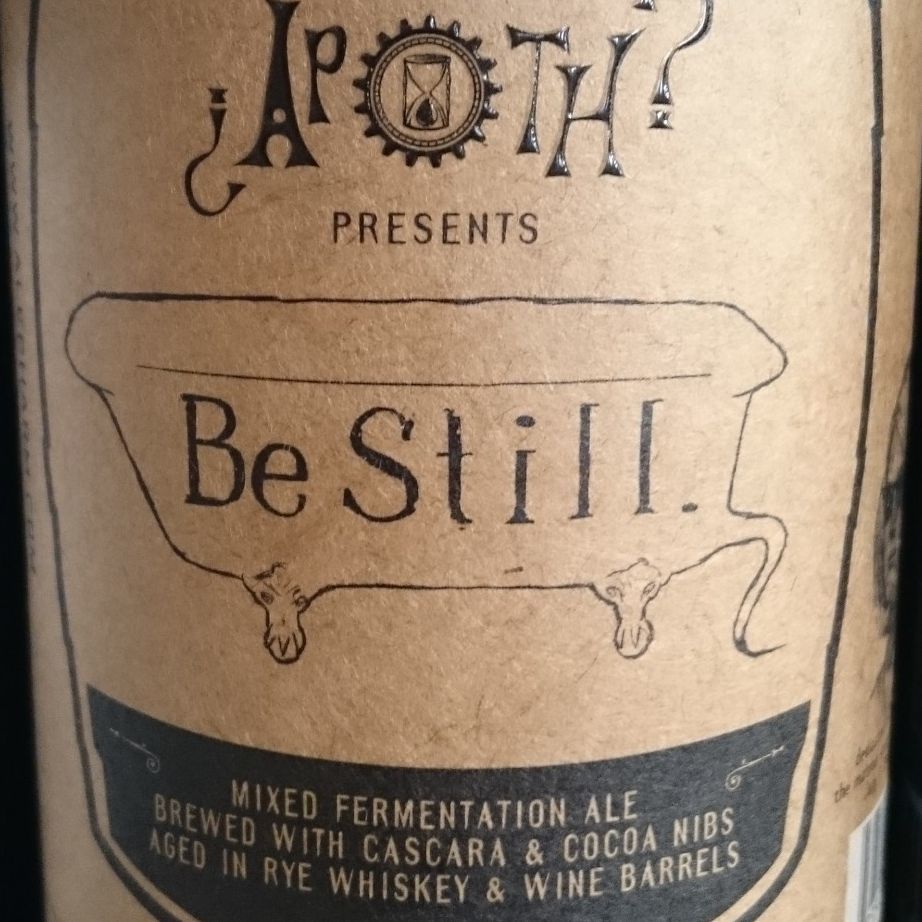 ¿APOTH?
PRESENTS
Be Still.
MIXED FERMENTATION ALE
BREWED WITH CASCARA & COCOA NIBS
AGED IN RYE WHISKEY & WINE BARRELS